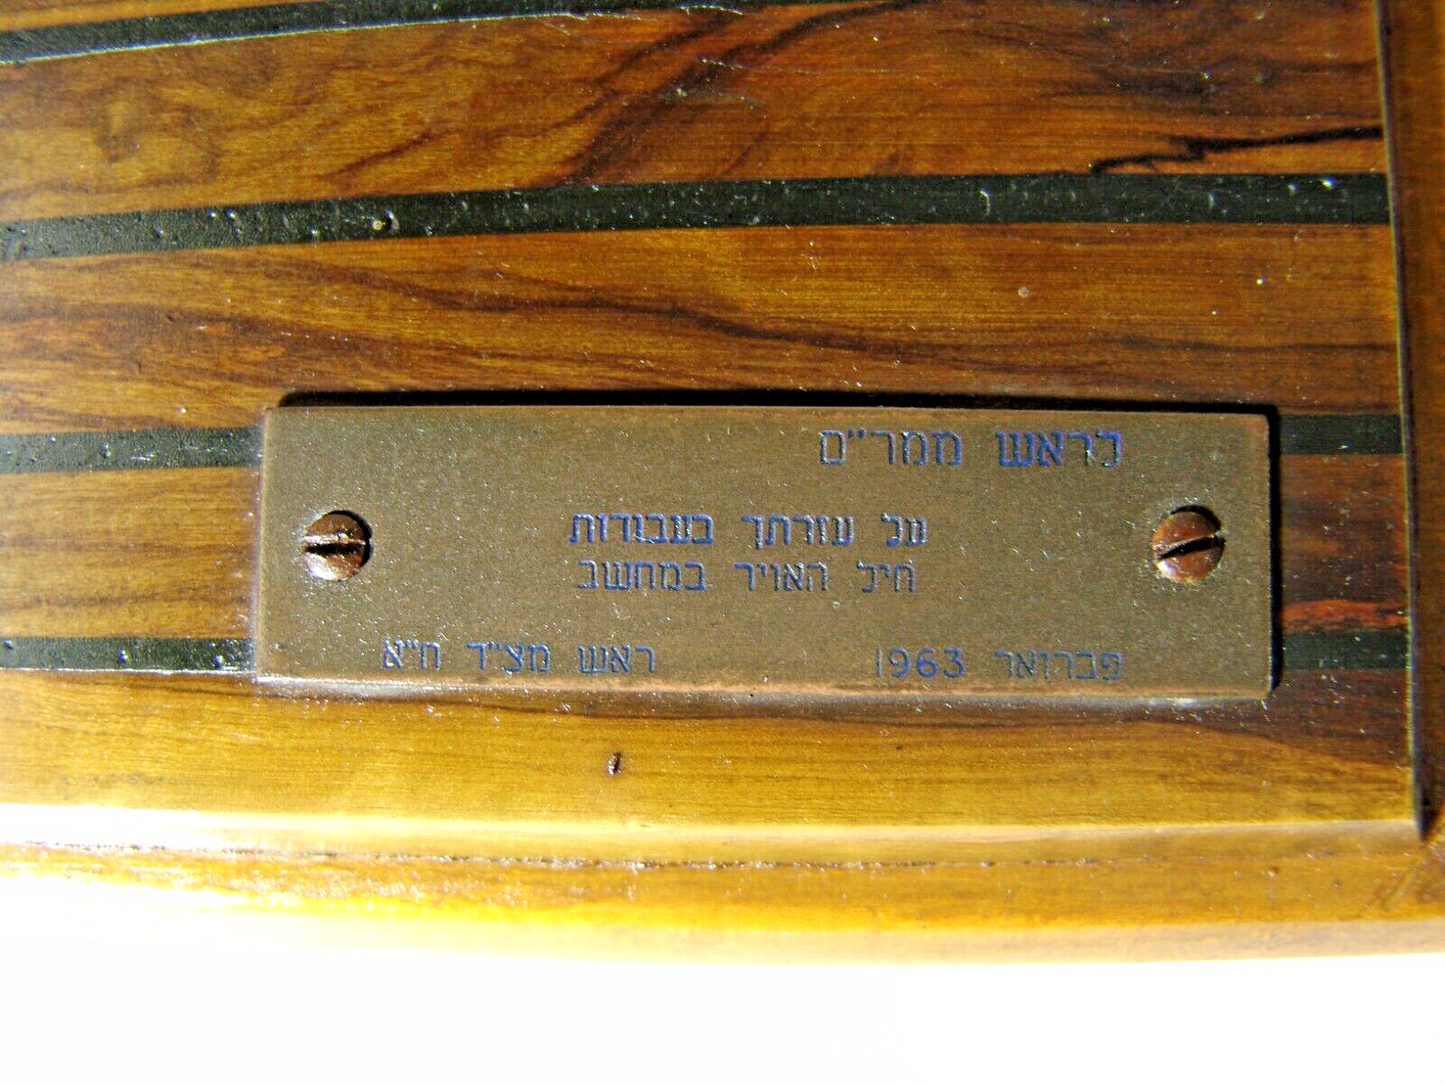 לראש ממר"ם
על עזרתך בעבודות
חיל האויר במחשב
פברואר 1963 ראש מצ"ד ח"א